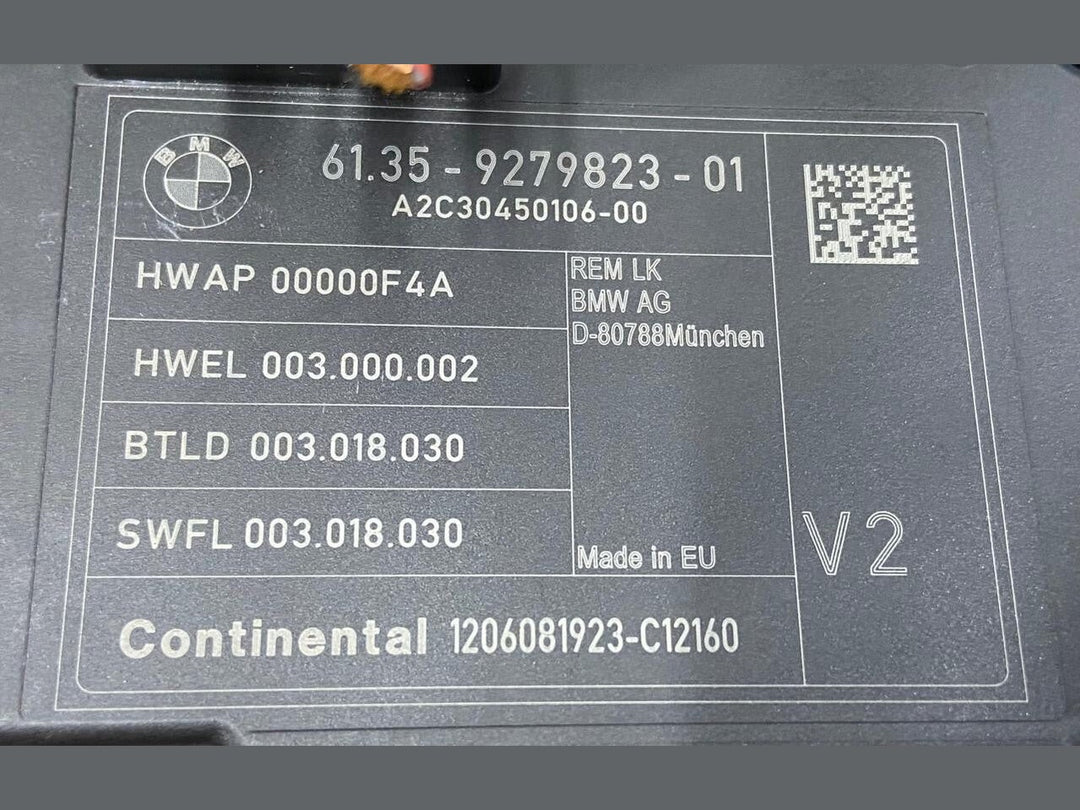 BMW
61.35 - 9279823 - 01
A2C30450106-00
HWAP 00000F4A
HWEL 003.000.002
BTLD 003.018.030
SWFL 003.018.030
REM LK
BMW AG
D-80788München
Made in EU
V2
Continental 1206081923-C12160